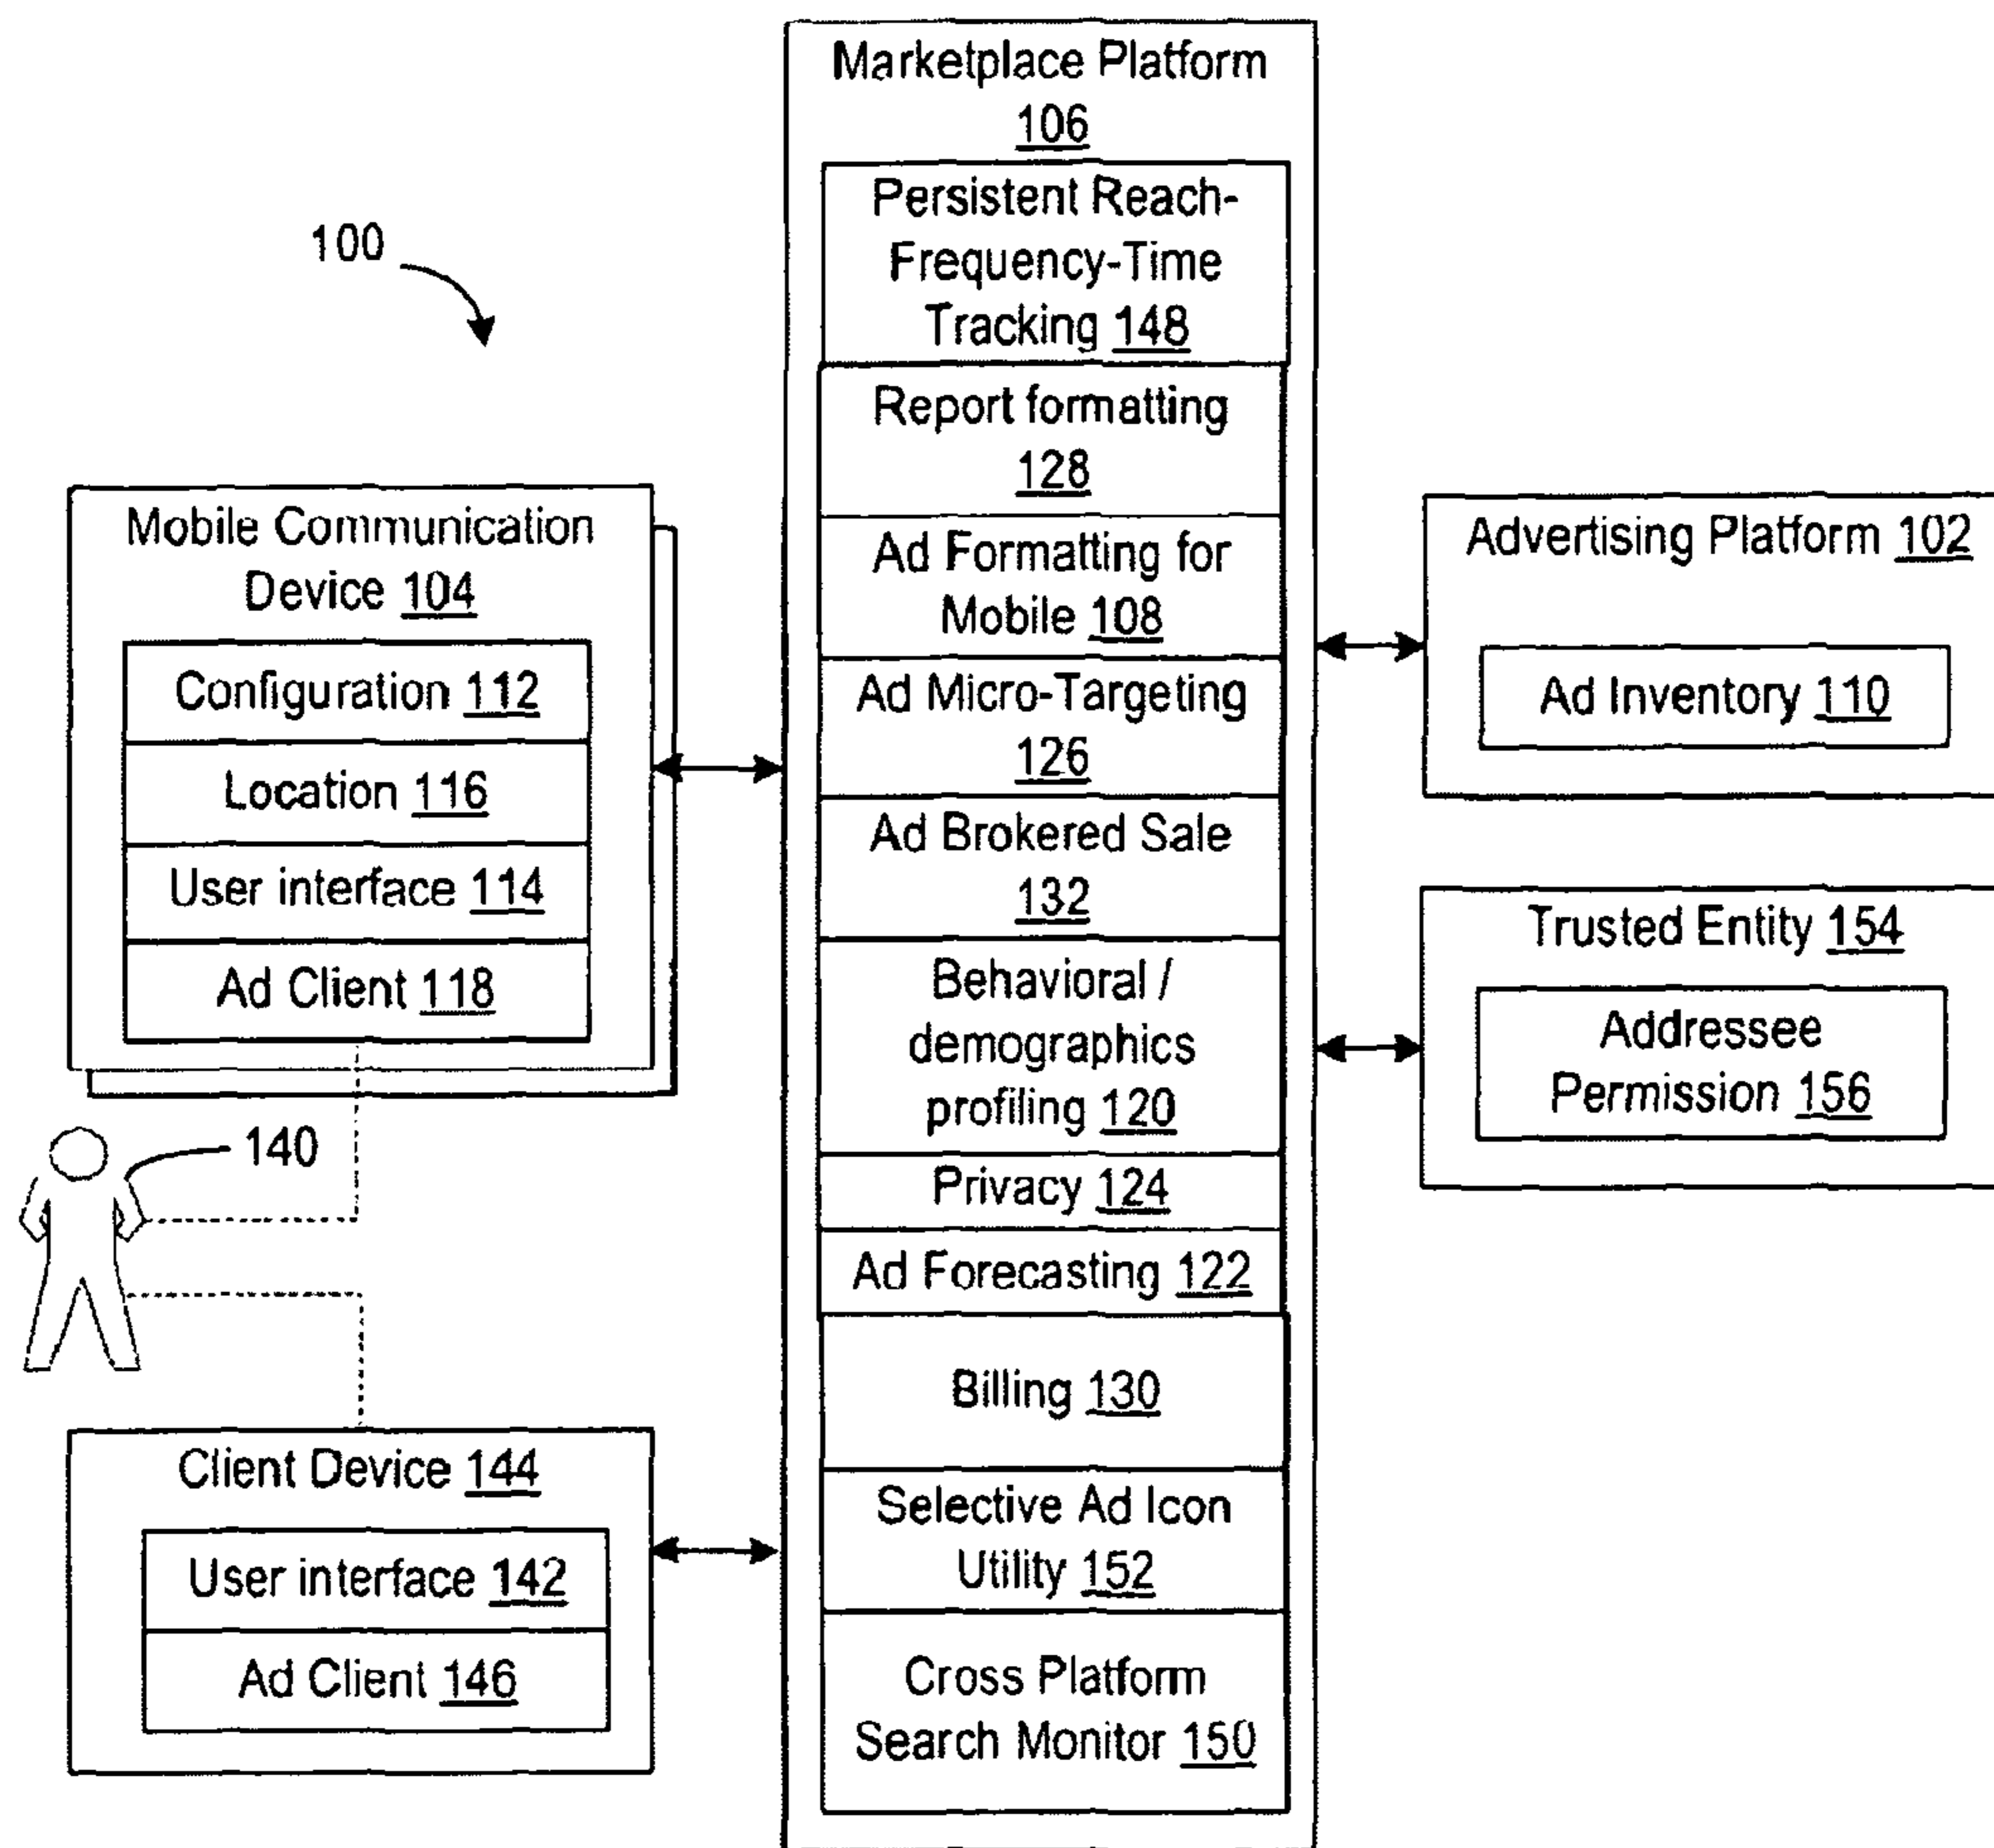 100
Mobile Communication
Device 104
Configuration 112
Location 116
User interface 114
Ad Client 118
140
Client Device 144
User interface 142
Ad Client 146
Marketplace Platform
106
Persistent Reach-
Frequency-Time
Tracking 148
Report formatting
128
Ad Formatting for
Mobile 108
Ad Micro-Targeting
126
Ad Brokered Sale
132
Behavioral /
demographics
profiling 120
Privacy 124
Ad Forecasting 122
Billing 130
Selective Ad Icon
Utility 152
Cross Platform
Search Monitor 150
Advertising Platform 102
Ad Inventory 110
Trusted Entity 154
Addressee
Permission 156